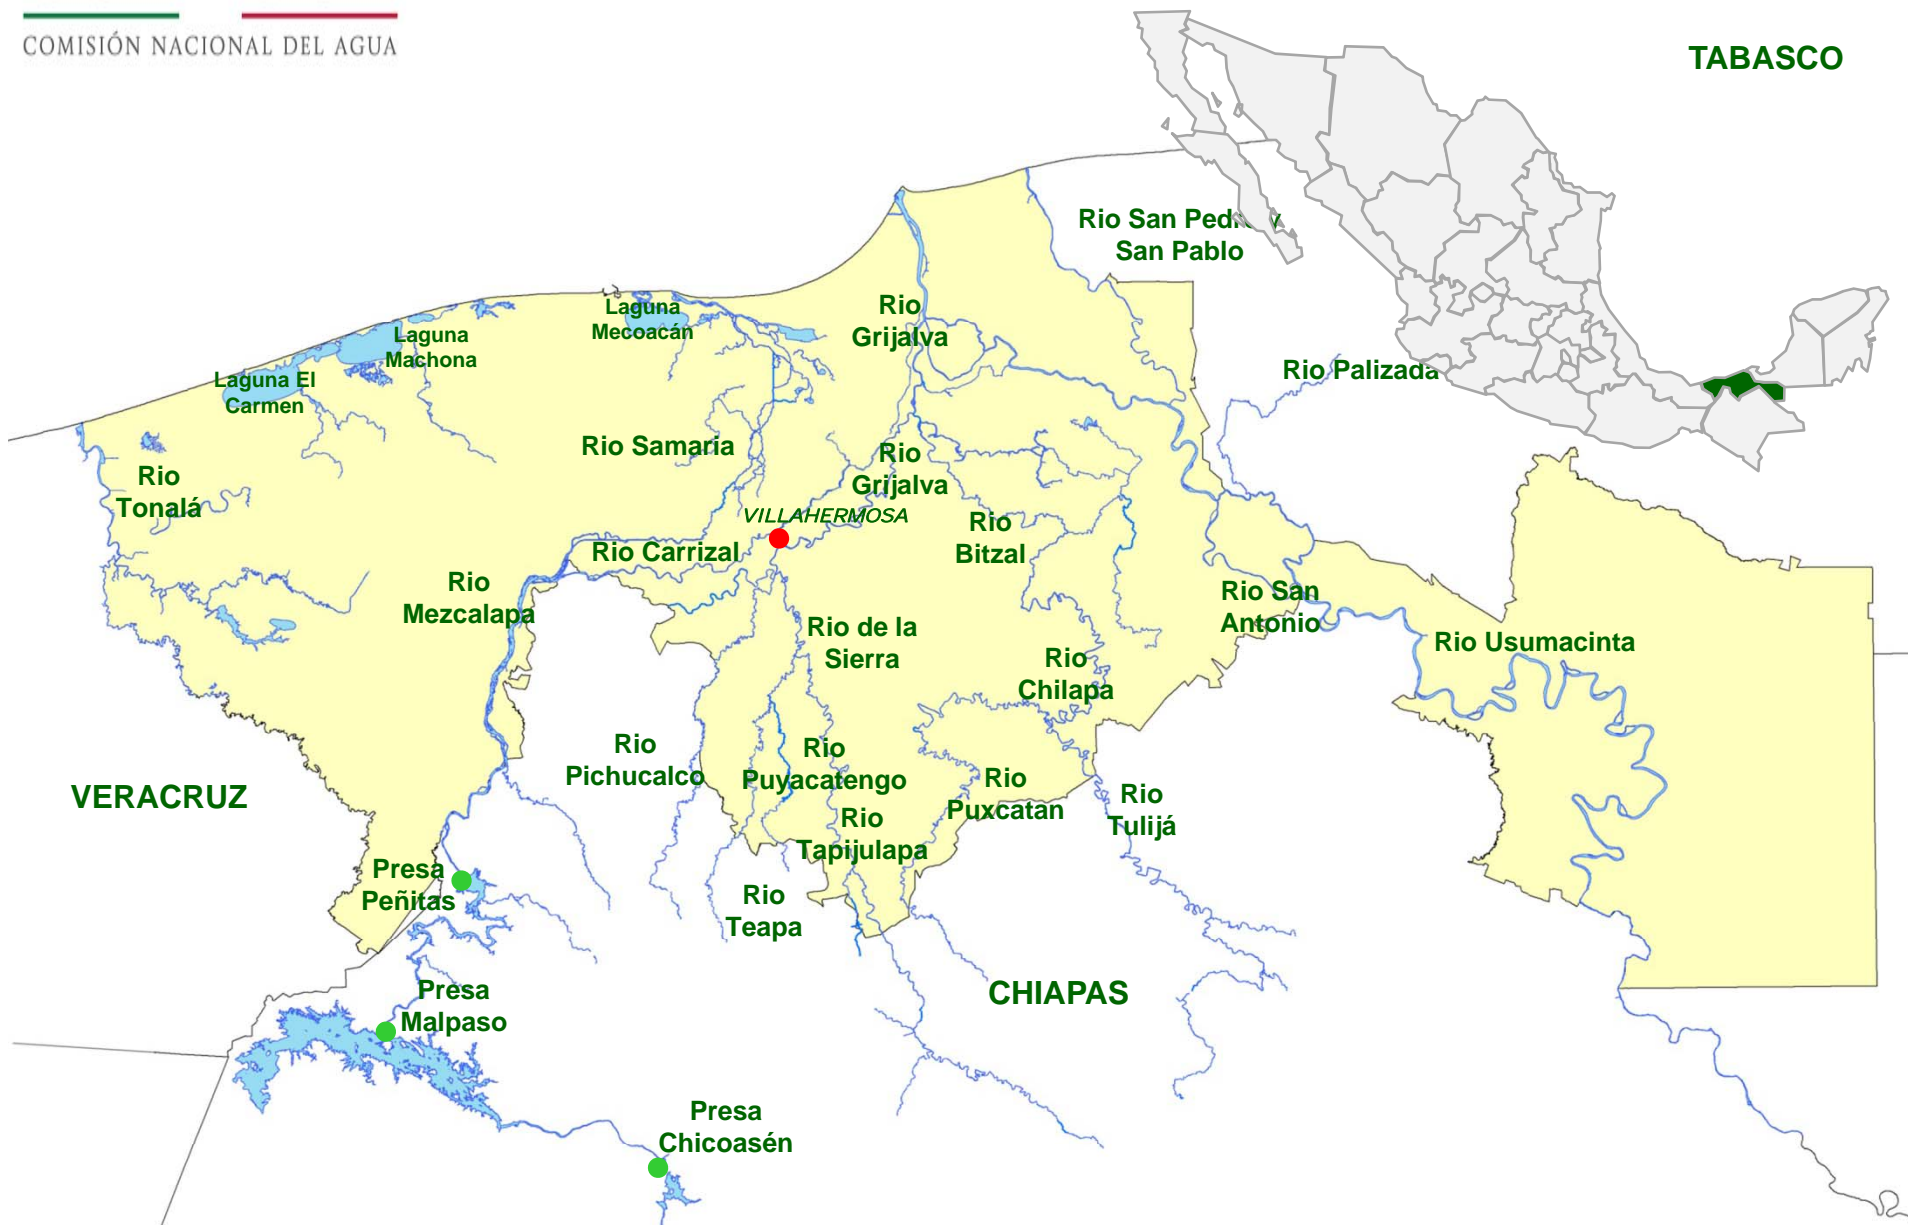 COMISIÓN NACIONAL DEL AGUA
TABASCO
Rio San Pedro y
San Pablo
Laguna
Mecoacán
Rio
Grijalva
Laguna
Machona
Laguna El
Carmen
Rio Palizada
Rio Samaria
Rio
Grijalva
Rio
Tonalá
VILLAHERMOSA
Rio
Bitzal
Rio Carrizal
Rio
Mezcalapa
Rio San
Antonio
Rio de la
Sierra
Rio Usumacinta
Rio
Chilapa
Rio
Pichucalco
Rio
Puyacatengo
Rio
Puxcatan
VERACRUZ
Rio
Tulijá
Rio
Tapijulapa
Presa
Peñitas
Rio
Teapa
CHIAPAS
Presa
Malpaso
Presa
Chicoasén